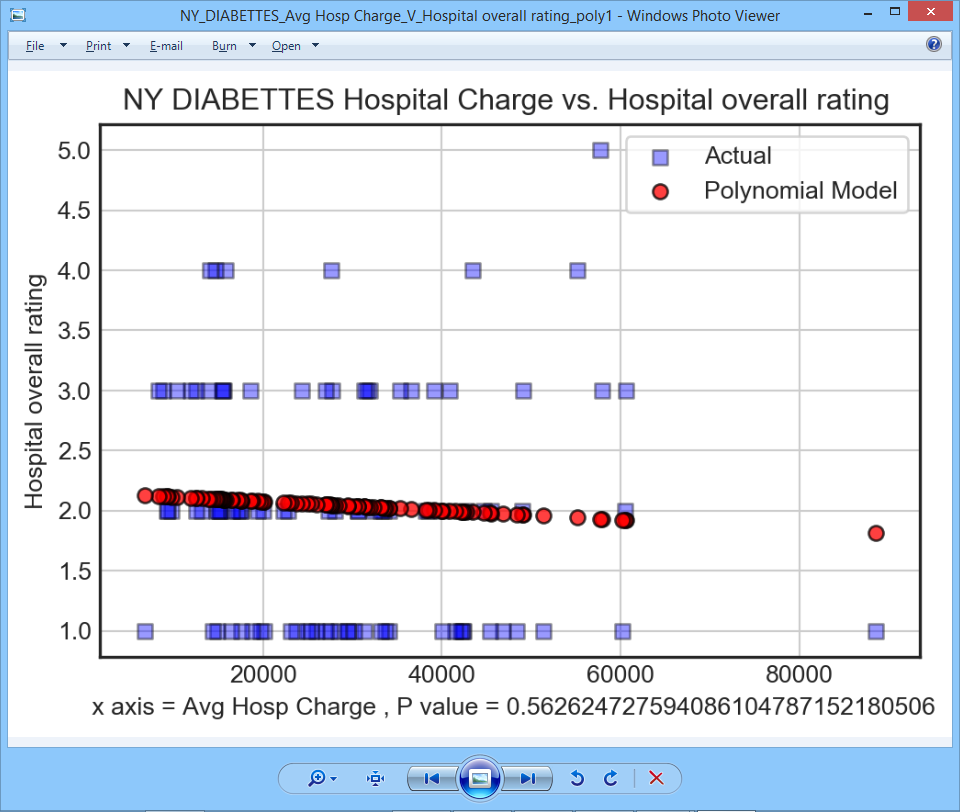 NY_DIABETTES_Avg Hosp Charge_V_Hospital overall rating_poly1 - Windows Photo Viewer
File Print E-mail Burn Open
NY DIABETTES Hospital Charge vs. Hospital overall rating
Actual
Polynomial Model
Hospital overall rating
5.0
4.5
4.0
3.5
3.0
2.5
2.0
1.5
1.0
20000 40000 60000 80000
x axis = Avg Hosp Charge , P value = 0.5626247275940861047871521805​06